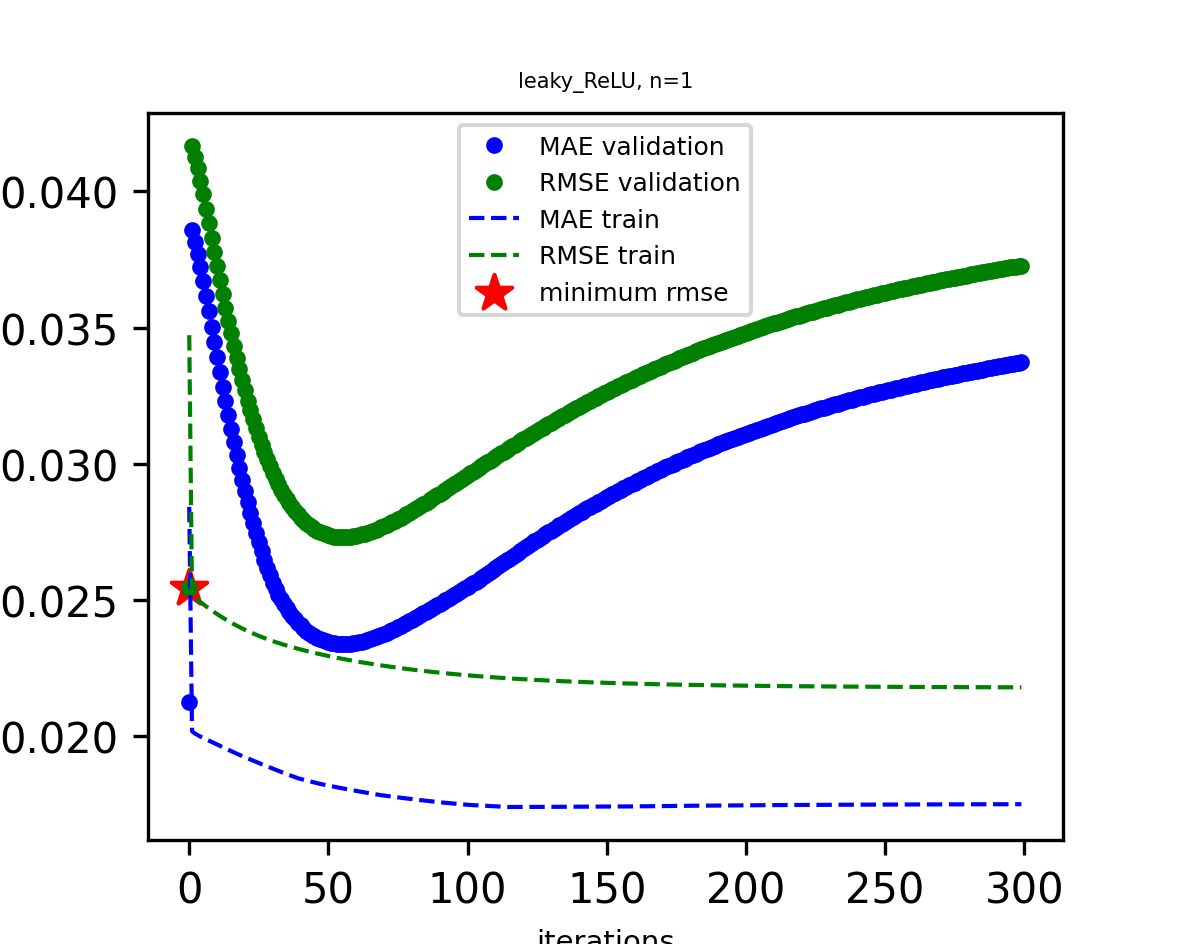 leaky_ReLU, n=1
MAE validation
RMSE validation
MAE train
RMSE train
minimum rmse
0.040
0.035
0.030
0.025
0.020
0 50 100 150 200 250 300
iterations